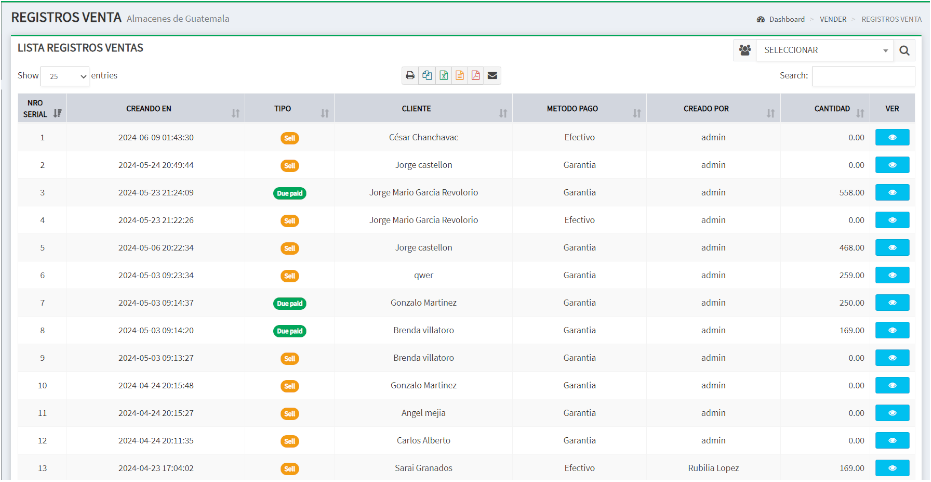 REGISTROS VENTA Almacenes de Guatemala
Dashboard VENDER REGISTROS VENTA
LISTA REGISTROS VENTAS
SELECCIONAR
Show 25 entries
Search:
NRO SERIAL CREANDO EN TIPO CLIENTE METODO PAGO CREADO POR CANTIDAD VER
1 2024-06-09 01:43:30 Sell César Chanchavac Efectivo admin 0.00
2 2024-05-24 20:49:44 Sell Jorge castellon Garantia admin 0.00
3 2024-05-23 21:24:09 Due paid Jorge Mario Garcia Revolorio Garantia admin 558.00
4 2024-05-23 21:22:26 Sell Jorge Mario Garcia Revolorio Efectivo admin 0.00
5 2024-05-06 20:22:34 Sell Jorge castellon Garantia admin 468.00
6 2024-05-03 09:23:34 Sell qwer Garantia admin 259.00
7 2024-05-03 09:14:37 Due paid Gonzalo Martinez Garantia admin 250.00
8 2024-05-03 09:14:20 Due paid Brenda villatoro Garantia admin 169.00
9 2024-05-03 09:13:27 Sell Brenda villatoro Garantia admin 0.00
10 2024-04-24 20:15:48 Sell Gonzalo Martinez Garantia admin 0.00
11 2024-04-24 20:15:27 Sell Angel mejia Garantia admin 0.00
12 2024-04-24 20:11:35 Sell Carlos Alberto Garantia admin 0.00
13 2024-04-23 17:04:02 Sell Sarai Granados Efectivo Rubilia Lopez 169.00